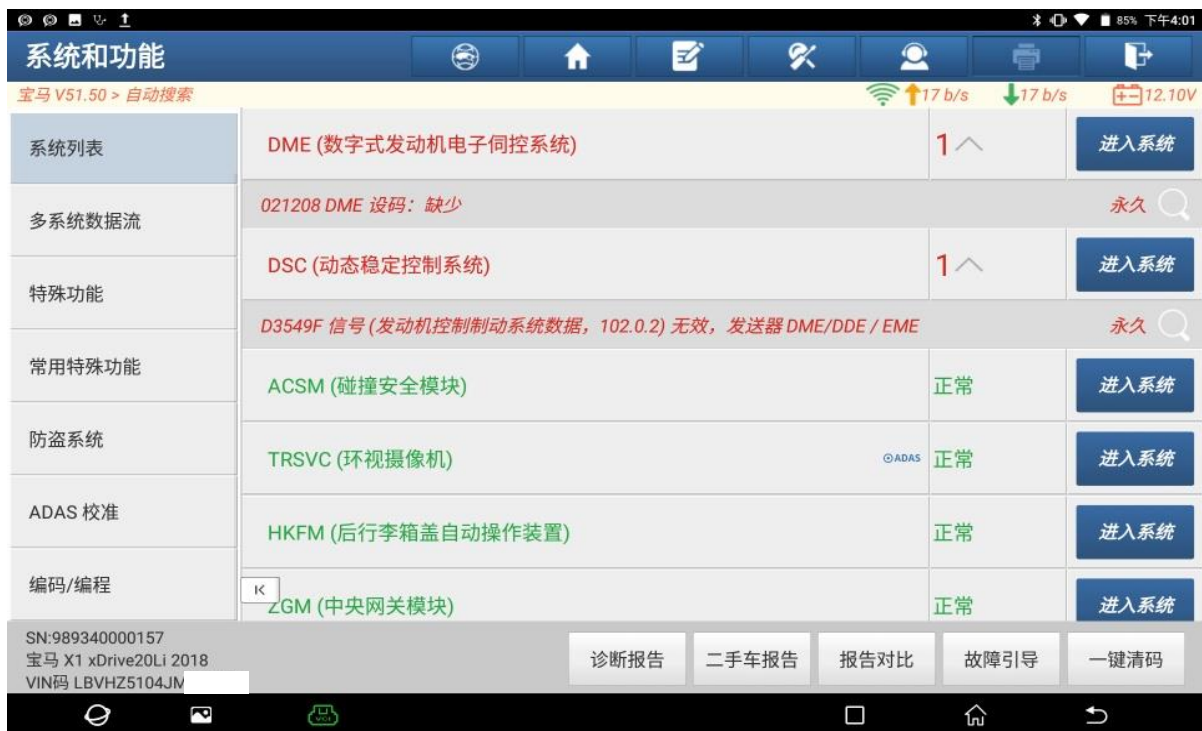 85% 下午4:01
系统和功能
宝马 V51.50 > 自动搜索
17 b/s 17 b/s 12.10V
系统列表
DME (数字式发动机电子伺控系统) 1 进入系统
021208 DME 设码：缺少 永久
多系统数据流
DSC (动态稳定控制系统) 1 进入系统
特殊功能
D3549F 信号 (发动机控制制动系统数据，102.0.2) 无效，发送器 DME/DDE / EME 永久
常用特殊功能
ACSM (碰撞安全模块) 正常 进入系统
防盗系统
TRSVC (环视摄像机) ADAS 正常 进入系统
ADAS 校准
HKFM (后行李箱盖自动操作装置) 正常 进入系统
编码/编程
ZGM (中央网关模块) 正常 进入系统
SN:989340000157
宝马 X1 xDrive20Li 2018
VIN码 LBVHZ5104JM
诊断报告 二手车报告 报告对比 故障引导 一键清码